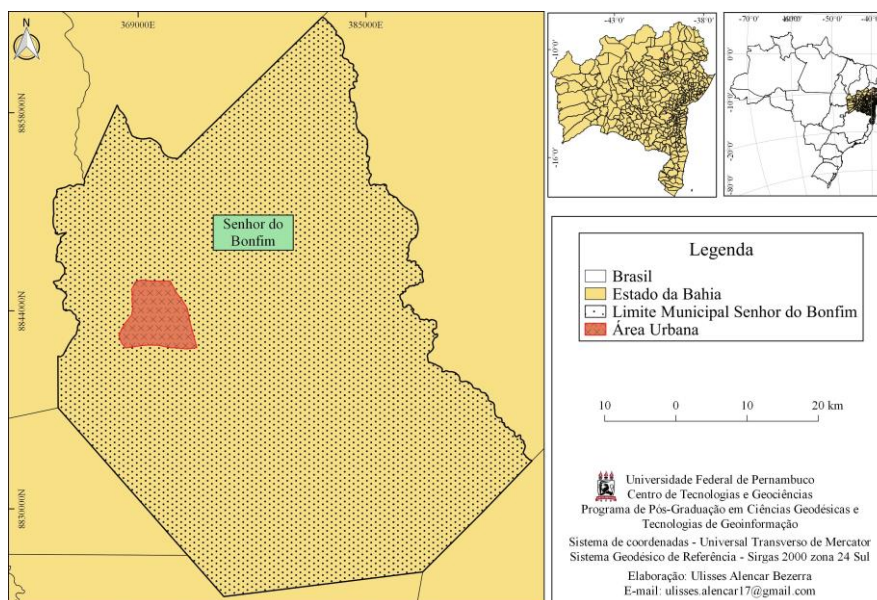 N
369000E
385000E
8858000N
8844000N
8830000N
Senhor do
Bonfim
-43°0'
-38°0'
-10°0'
-16°0'
-70°0'
-60°0'
-50°0'
-40°0'
0°0'
-10°0'
-20°0'
-30°0'
Legenda
Brasil
Estado da Bahia
Limite Municipal Senhor do Bonfim
Área Urbana
10 0 10 20 km
Universidade Federal de Pernambuco
Centro de Tecnologias e Geociências
Programa de Pós-Graduação em Ciências Geodésicas e
Tecnologias de Geoinformação
Sistema de coordenadas - Universal Transverso de Mercator
Sistema Geodésico de Referência - Sirgas 2000 zona 24 Sul
Elaboração: Ulisses Alencar Bezerra
E-mail: ulisses.alencar17@gmail.com